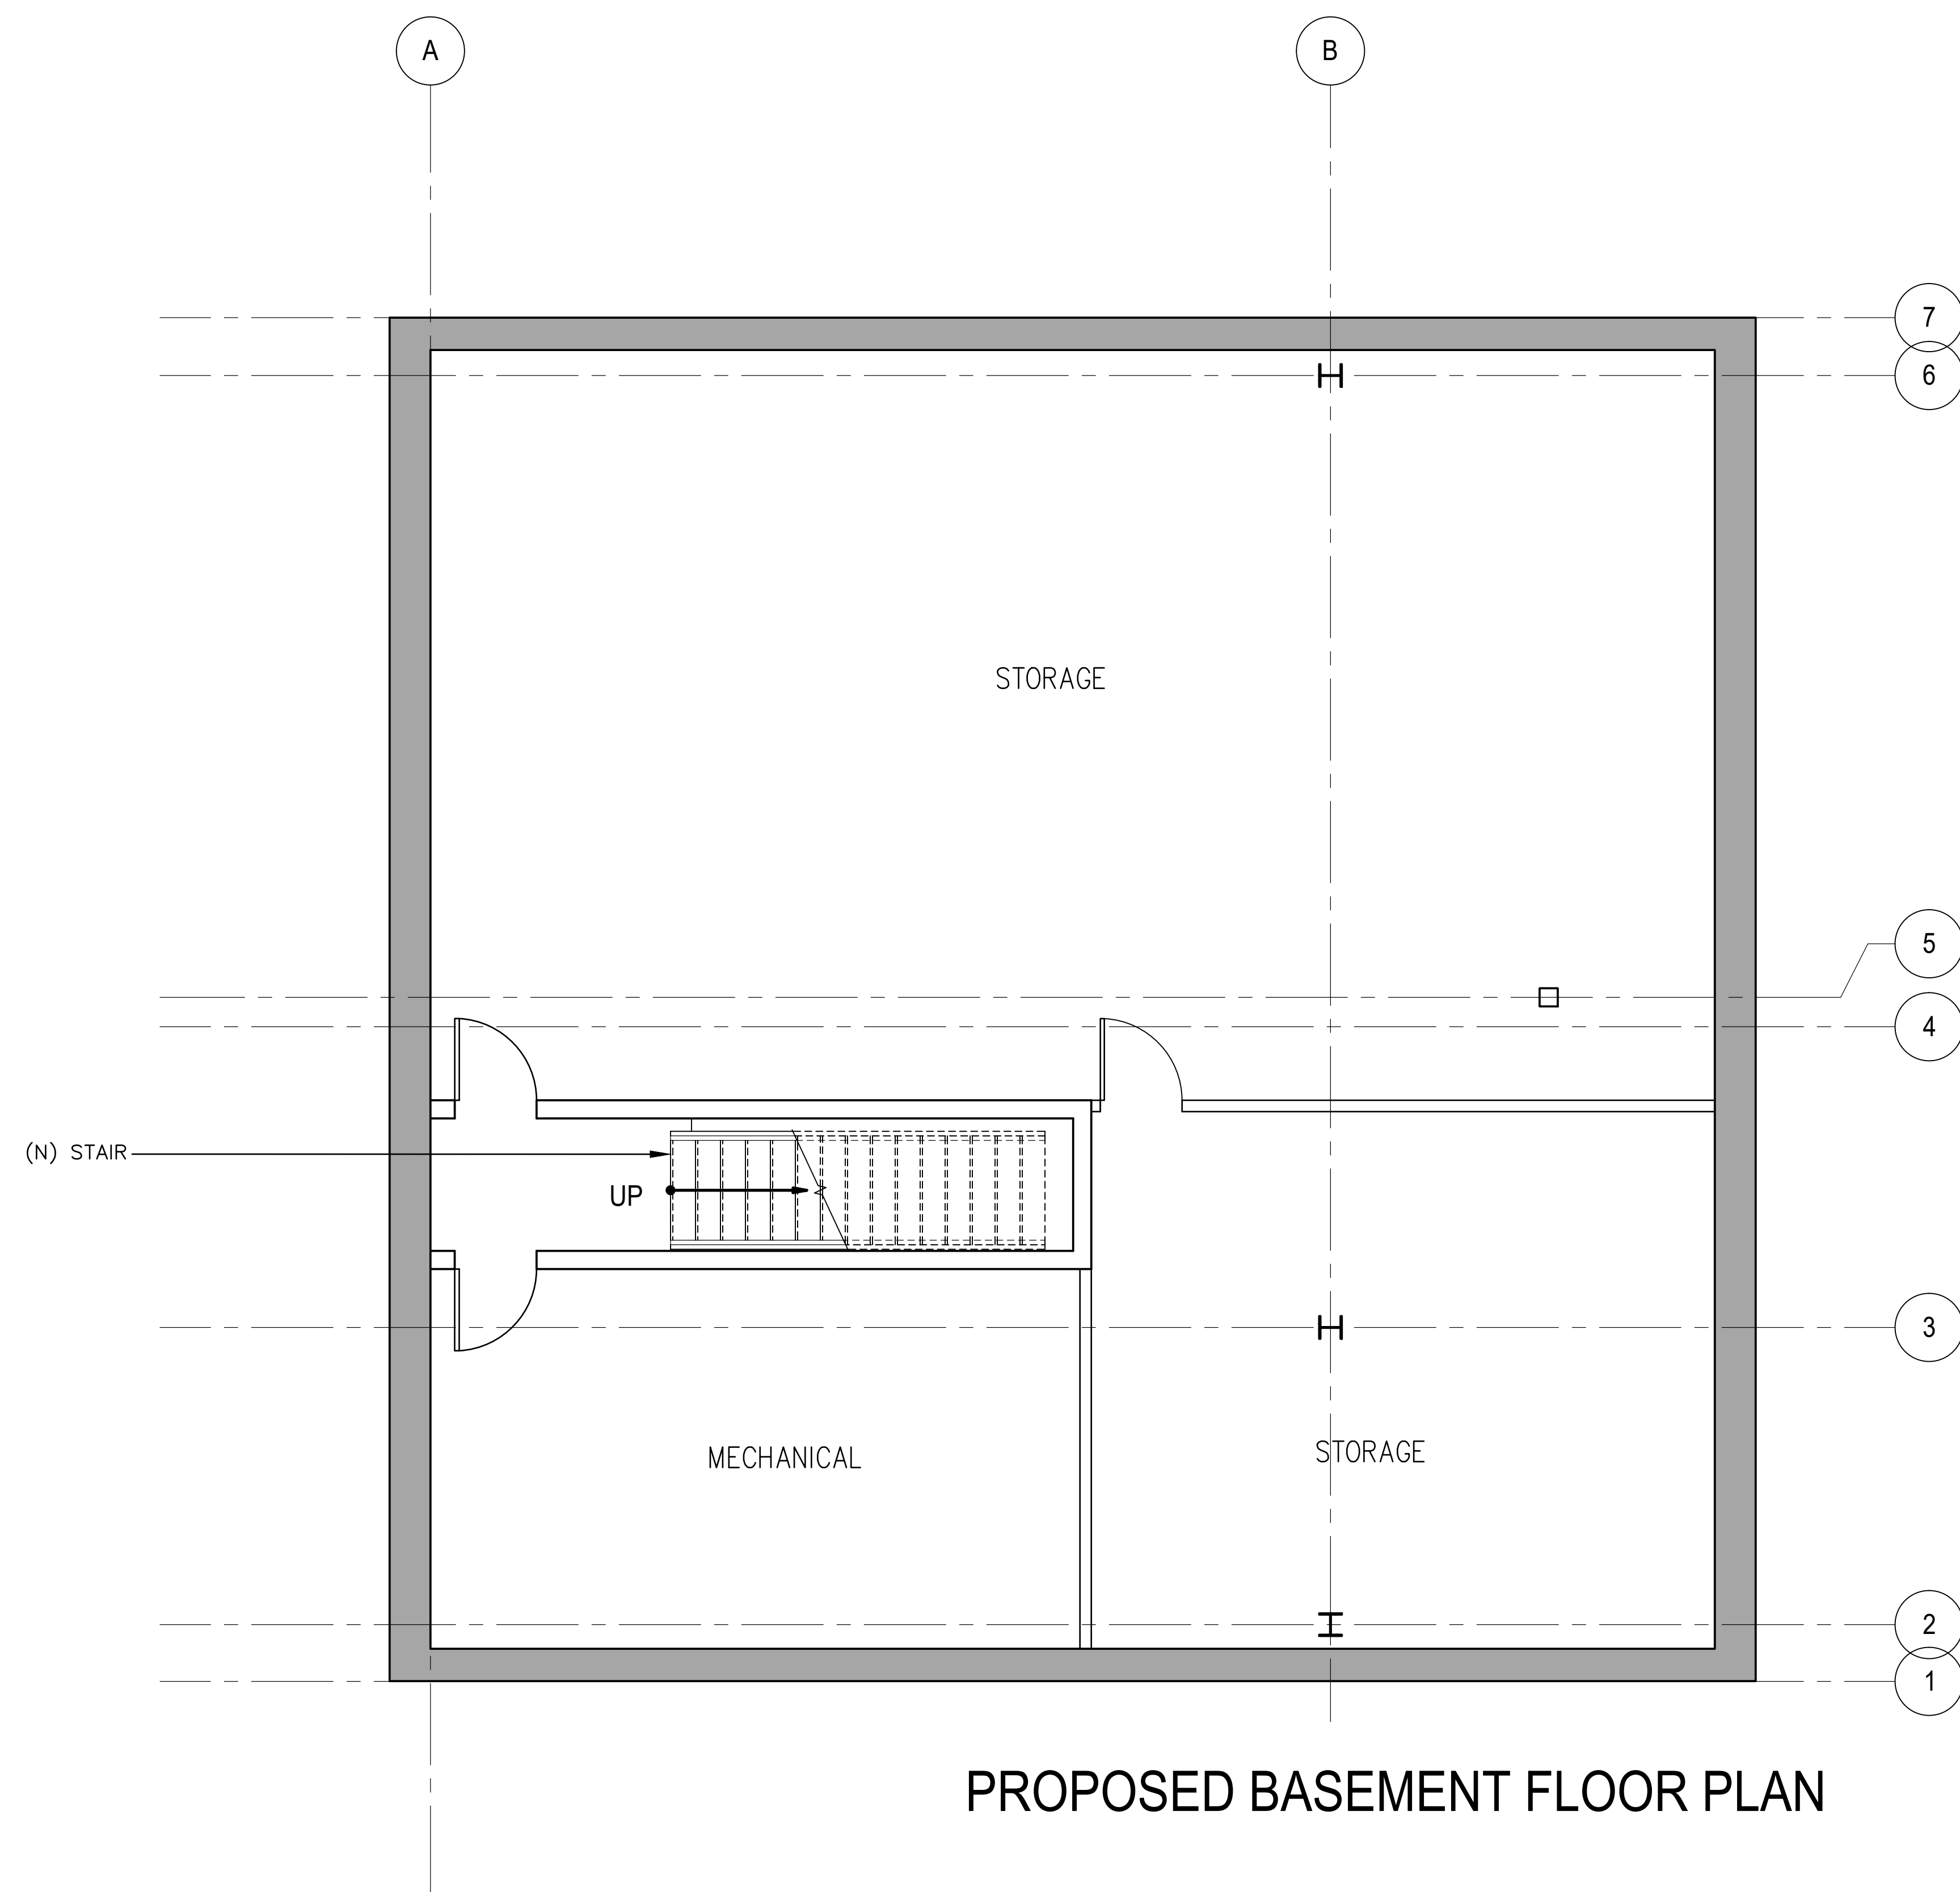 A
B
7
6
STORAGE
5
4
(N) STAIR
UP
3
MECHANICAL
STORAGE
2
1
PROPOSED BASEMENT FLOOR PLAN